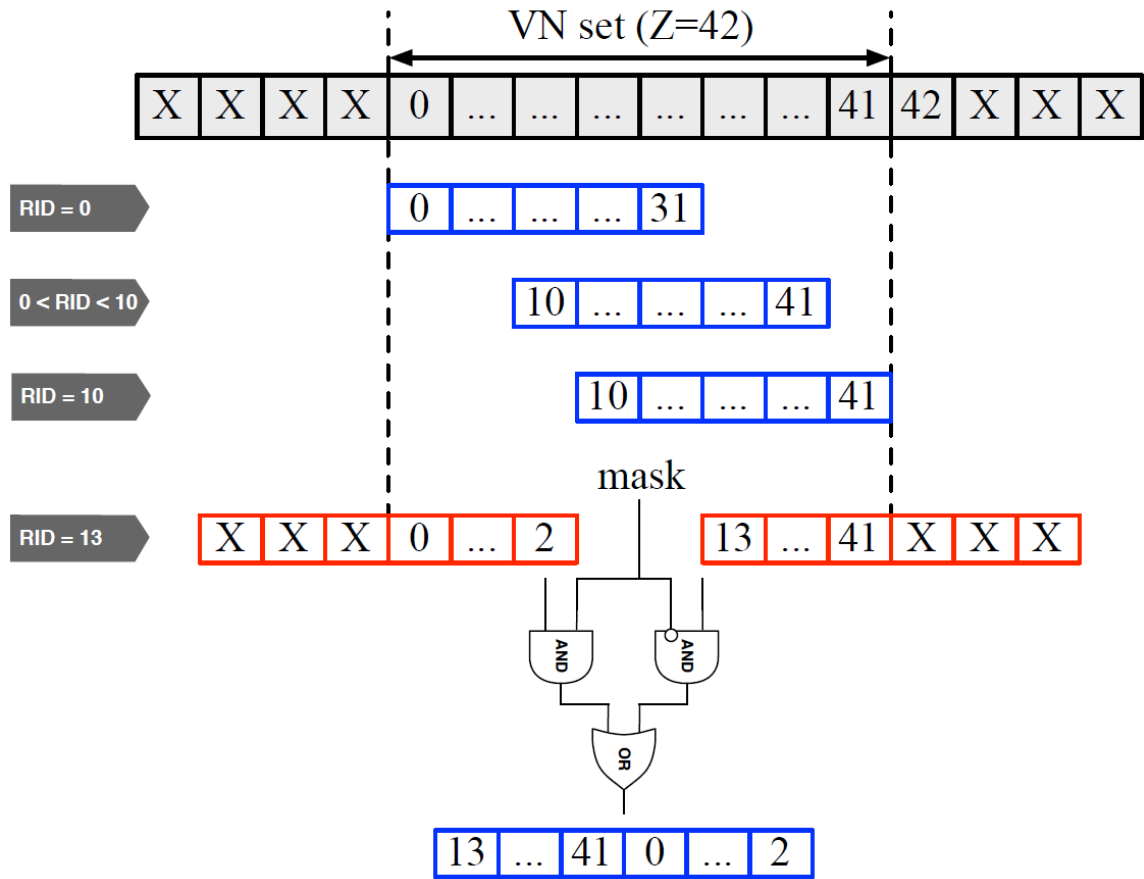 VN set (Z=42)
X X X X 0 ... ... ... ... ... ... 41 42 X X X
RID = 0
0 ... ... ... 31
0 < RID < 10
10 ... ... ... 41
RID = 10
10 ... ... ... 41
mask
RID = 13
X X X 0 ... 2 13 ... 41 X X X
AND AND
OR
13 ... 41 0 ... 2